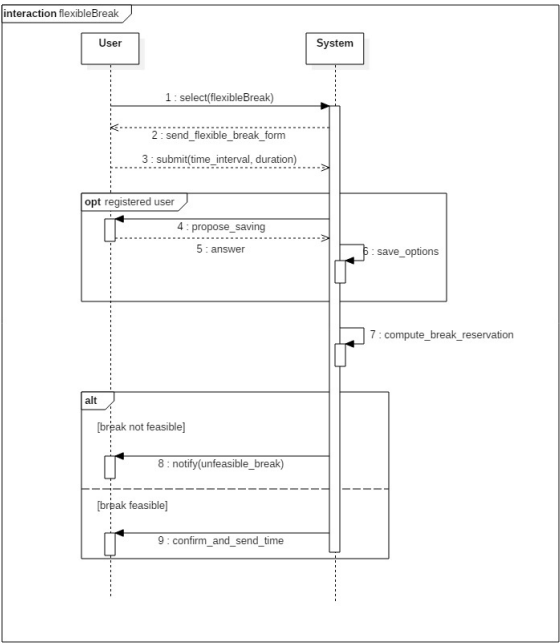 interaction flexibleBreak
User
System
1 : select(flexibleBreak)
2 : send_flexible_break_form
3 : submit(time_interval, duration)
opt registered user
4 : propose_saving
5 : answer
6 : save_options
7 : compute_break_reservation
alt
[break not feasible]
8 : notify(unfeasible_break)
[break feasible]
9 : confirm_and_send_time